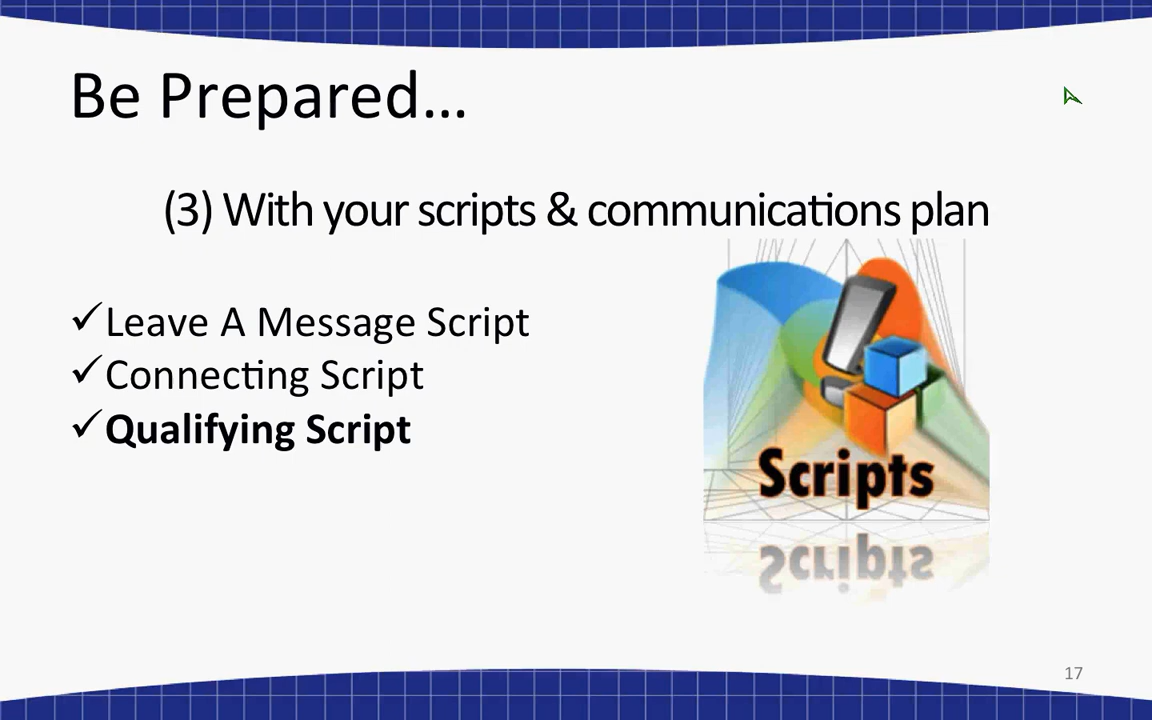 Be Prepared...
(3) With your scripts & communications plan
✓Leave A Message Script
✓Connecting Script
✓Qualifying Script
Scripts
17